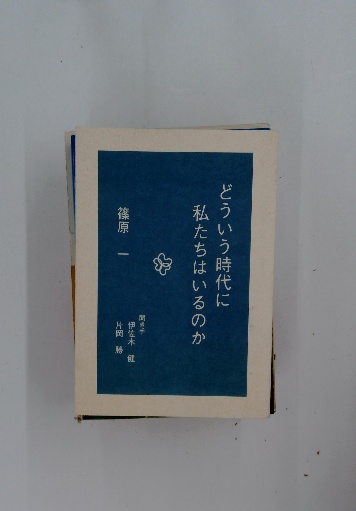 どういう時代に
私たちはいるのか
篠原 一
聞き手
伊佐木 健
片岡 勝